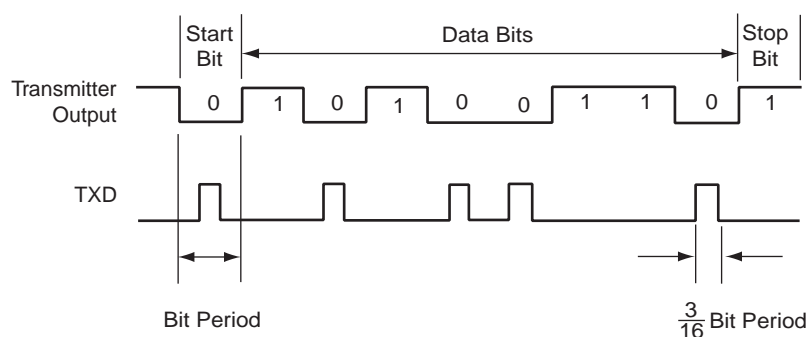 Start
Bit
Data Bits
Stop
Bit
Transmitter
Output
0 1 0 1 0 0 1 1 0 1
TXD
Bit Period
3
16 Bit Period